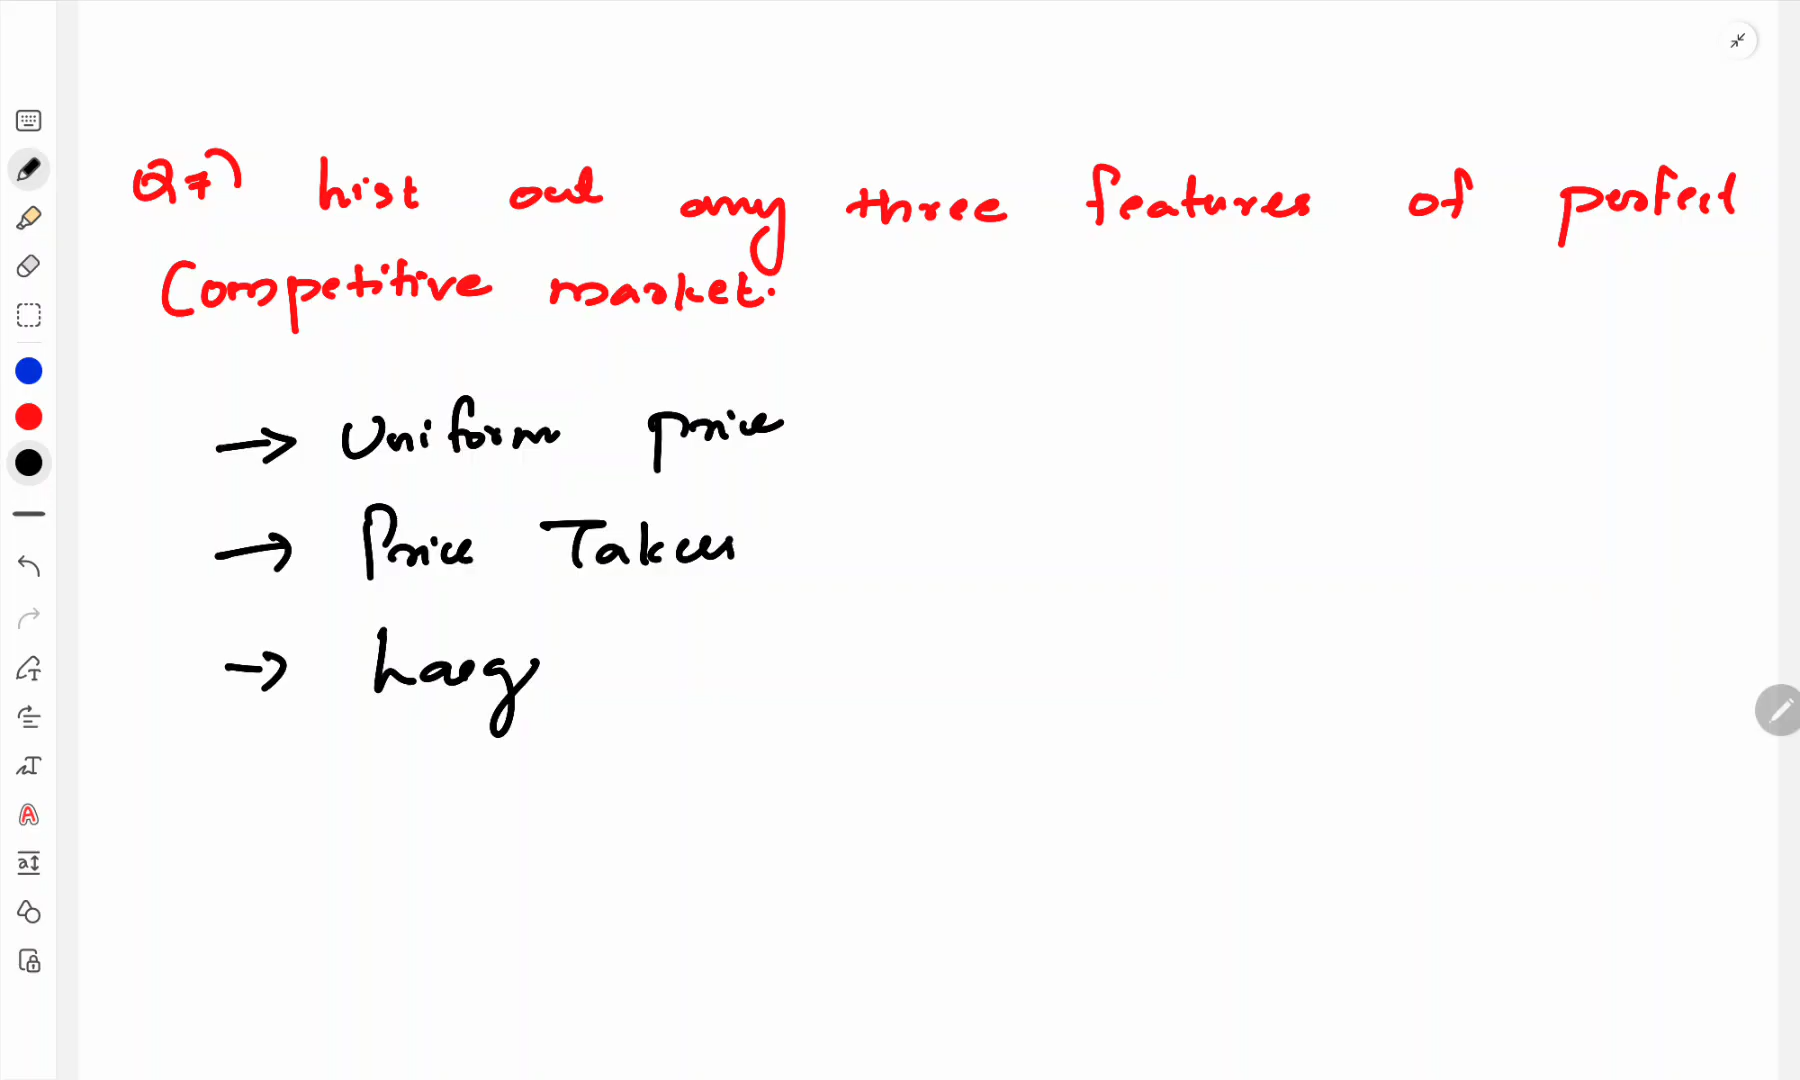 Q7) List out any three features of perfect
Competitive market.
→ Uniform price
→ Price Takers
→ Larg